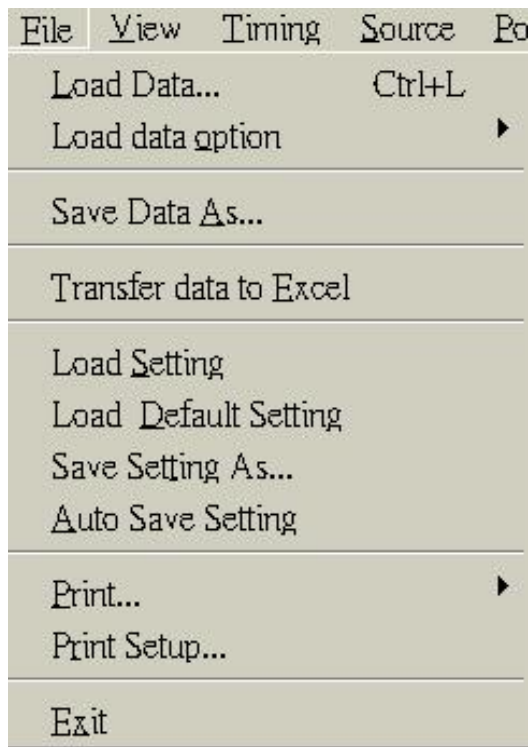 File View Timing Source Po
Load Data... Ctrl+L
Load data option
Save Data As...
Transfer data to Excel
Load Setting
Load Default Setting
Save Setting As...
Auto Save Setting
Print...
Print Setup...
Exit